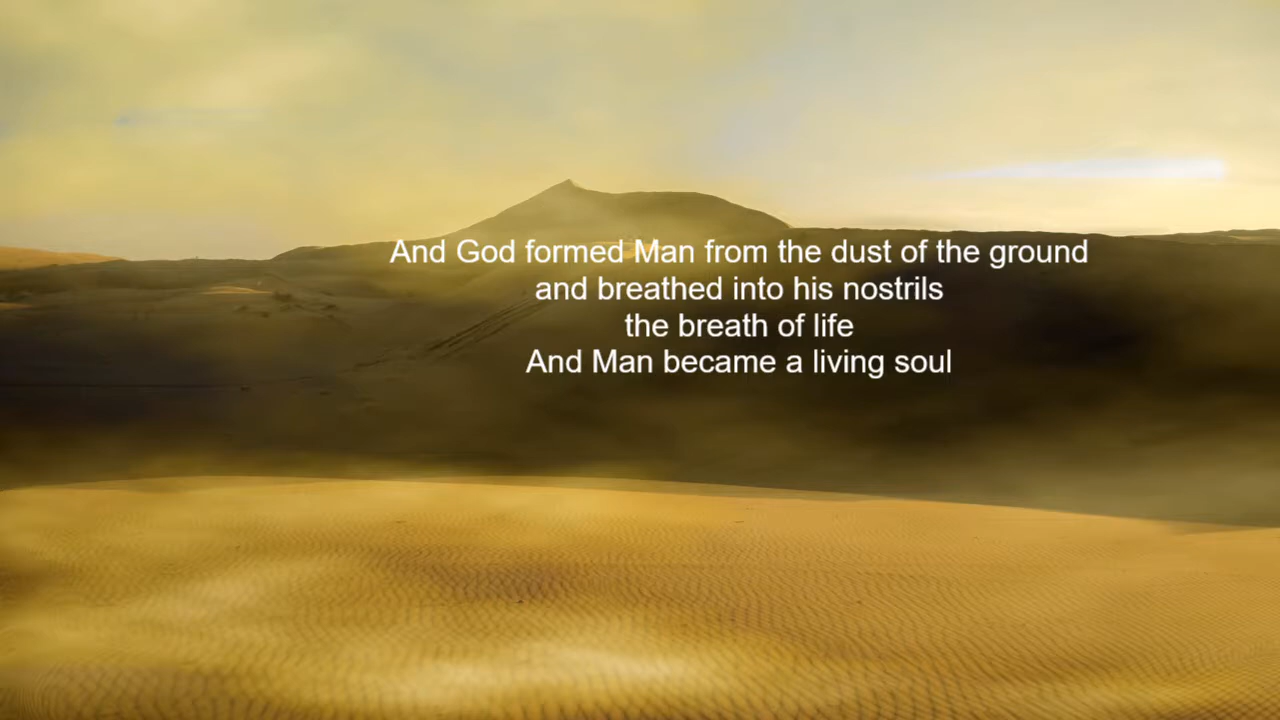 And God formed Man from the dust of the ground
and breathed into his nostrils
the breath of life
And Man became a living soul